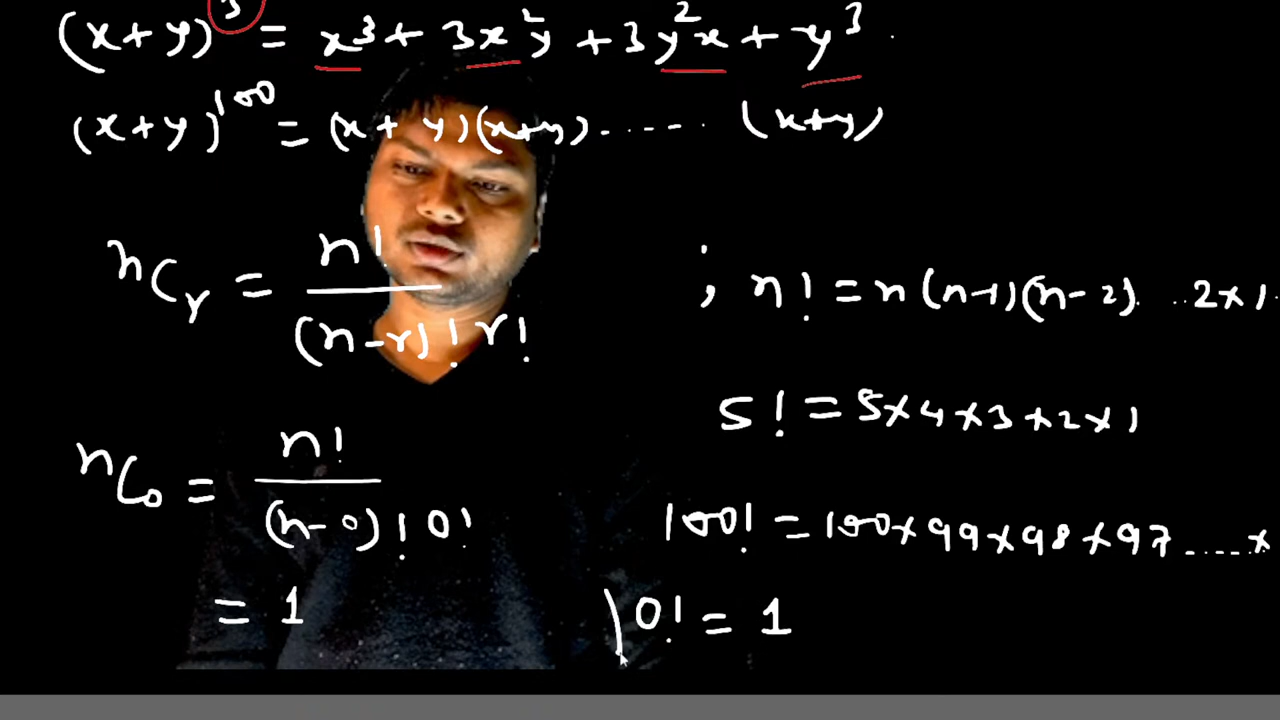 (x+y)³ = x³ + 3x²y + 3y²x + y³.
(x+y)¹⁰⁰ = (x+y)(x+y)...... (x+y)
ⁿCᵣ = n! / (n-r)! r! ; n! = n(n-1)(n-2)...2×1
5! = 5×4×3×2×1
ⁿC₀ = n! / (n-0)! 0!
100! = 100×99×98×97.....×
= 1
0! = 1